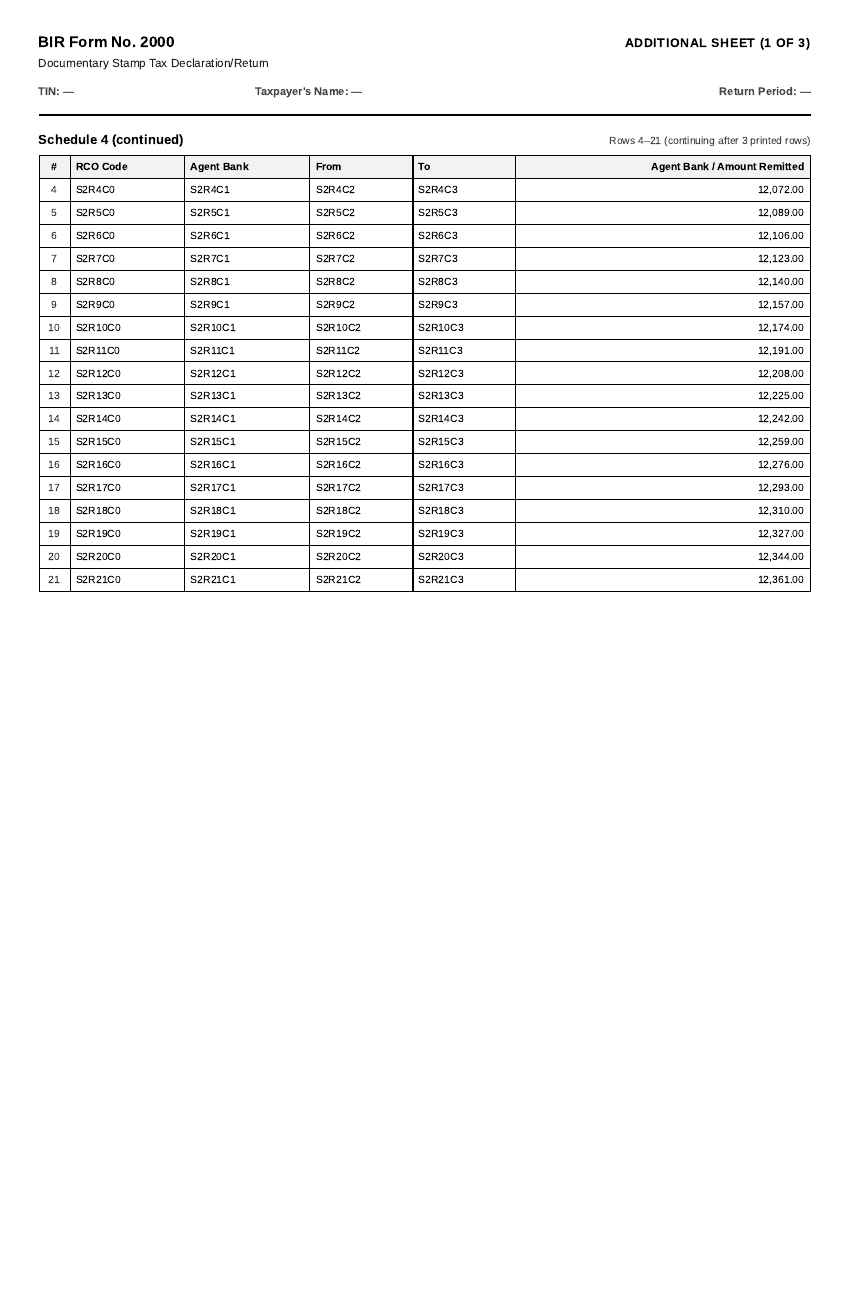 BIR Form No. 2000
ADDITIONAL SHEET (1 OF 3)
Documentary Stamp Tax Declaration/Return
TIN: — Taxpayer's Name: — Return Period: —
Schedule 4 (continued)
Rows 4–21 (continuing after 3 printed rows)
# RCO Code Agent Bank From To Agent Bank / Amount Remitted
4 S2R4C0 S2R4C1 S2R4C2 S2R4C3 12,072.00
5 S2R5C0 S2R5C1 S2R5C2 S2R5C3 12,089.00
6 S2R6C0 S2R6C1 S2R6C2 S2R6C3 12,106.00
7 S2R7C0 S2R7C1 S2R7C2 S2R7C3 12,123.00
8 S2R8C0 S2R8C1 S2R8C2 S2R8C3 12,140.00
9 S2R9C0 S2R9C1 S2R9C2 S2R9C3 12,157.00
10 S2R10C0 S2R10C1 S2R10C2 S2R10C3 12,174.00
11 S2R11C0 S2R11C1 S2R11C2 S2R11C3 12,191.00
12 S2R12C0 S2R12C1 S2R12C2 S2R12C3 12,208.00
13 S2R13C0 S2R13C1 S2R13C2 S2R13C3 12,225.00
14 S2R14C0 S2R14C1 S2R14C2 S2R14C3 12,242.00
15 S2R15C0 S2R15C1 S2R15C2 S2R15C3 12,259.00
16 S2R16C0 S2R16C1 S2R16C2 S2R16C3 12,276.00
17 S2R17C0 S2R17C1 S2R17C2 S2R17C3 12,293.00
18 S2R18C0 S2R18C1 S2R18C2 S2R18C3 12,310.00
19 S2R19C0 S2R19C1 S2R19C2 S2R19C3 12,327.00
20 S2R20C0 S2R20C1 S2R20C2 S2R20C3 12,344.00
21 S2R21C0 S2R21C1 S2R21C2 S2R21C3 12,361.00